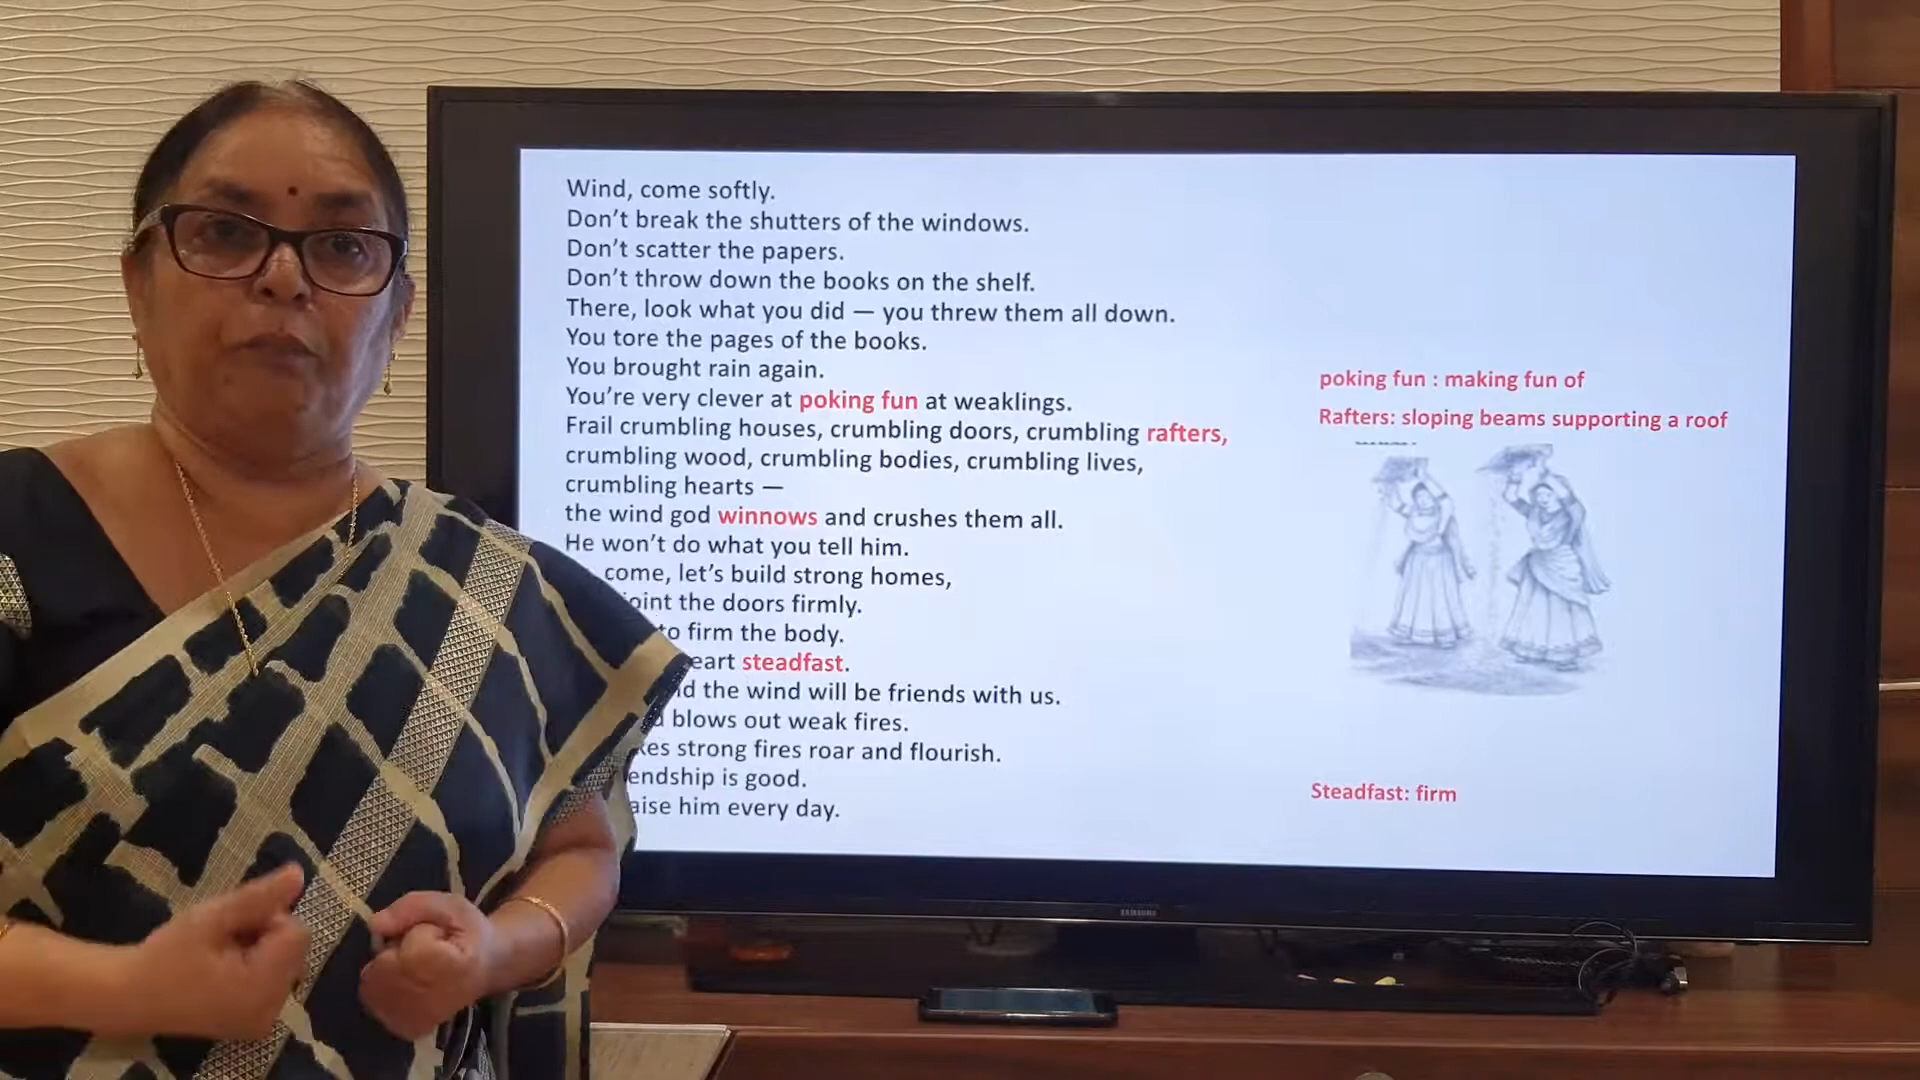 Wind, come softly.
Don't break the shutters of the windows.
Don't scatter the papers.
Don't throw down the books on the shelf.
There, look what you did — you threw them all down.
You tore the pages of the books.
You brought rain again.
You're very clever at poking fun at weaklings.
Frail crumbling houses, crumbling doors, crumbling rafters,
crumbling wood, crumbling bodies, crumbling lives,
crumbling hearts —
the wind god winnows and crushes them all.
He won't do what you tell him.
come, let's build strong homes,
the doors firmly.
to firm the body.
steadfast.
the wind will be friends with us.
blows out weak fires.
strong fires roar and flourish.
is good.
him every day.
poking fun : making fun of
Rafters: sloping beams supporting a roof
Steadfast: firm
SAMSUNG